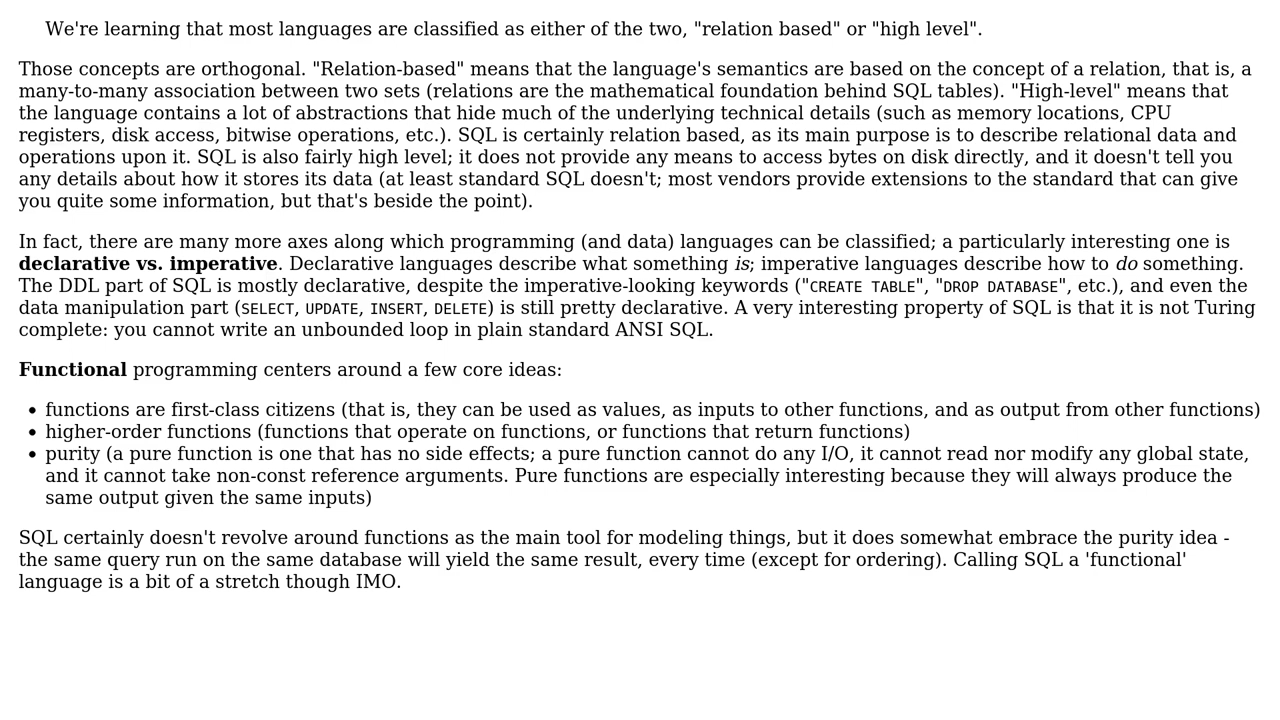 We're learning that most languages are classified as either of the two, "relation based" or "high level".
Those concepts are orthogonal. "Relation-based" means that the language's semantics are based on the concept of a relation, that is, a
many-to-many association between two sets (relations are the mathematical foundation behind SQL tables). "High-level" means that
the language contains a lot of abstractions that hide much of the underlying technical details (such as memory locations, CPU
registers, disk access, bitwise operations, etc.). SQL is certainly relation based, as its main purpose is to describe relational data and
operations upon it. SQL is also fairly high level; it does not provide any means to access bytes on disk directly, and it doesn't tell you
any details about how it stores its data (at least standard SQL doesn't; most vendors provide extensions to the standard that can give
you quite some information, but that's beside the point).
In fact, there are many more axes along which programming (and data) languages can be classified; a particularly interesting one is
declarative vs. imperative. Declarative languages describe what something is; imperative languages describe how to do something.
The DDL part of SQL is mostly declarative, despite the imperative-looking keywords ("CREATE TABLE", "DROP DATABASE", etc.), and even the
data manipulation part (SELECT, UPDATE, INSERT, DELETE) is still pretty declarative. A very interesting property of SQL is that it is not Turing
complete: you cannot write an unbounded loop in plain standard ANSI SQL.
Functional programming centers around a few core ideas:
• functions are first-class citizens (that is, they can be used as values, as inputs to other functions, and as output from other functions)
• higher-order functions (functions that operate on functions, or functions that return functions)
• purity (a pure function is one that has no side effects; a pure function cannot do any I/O, it cannot read nor modify any global state,
and it cannot take non-const reference arguments. Pure functions are especially interesting because they will always produce the
same output given the same inputs)
SQL certainly doesn't revolve around functions as the main tool for modeling things, but it does somewhat embrace the purity idea -
the same query run on the same database will yield the same result, every time (except for ordering). Calling SQL a 'functional'
language is a bit of a stretch though IMO.